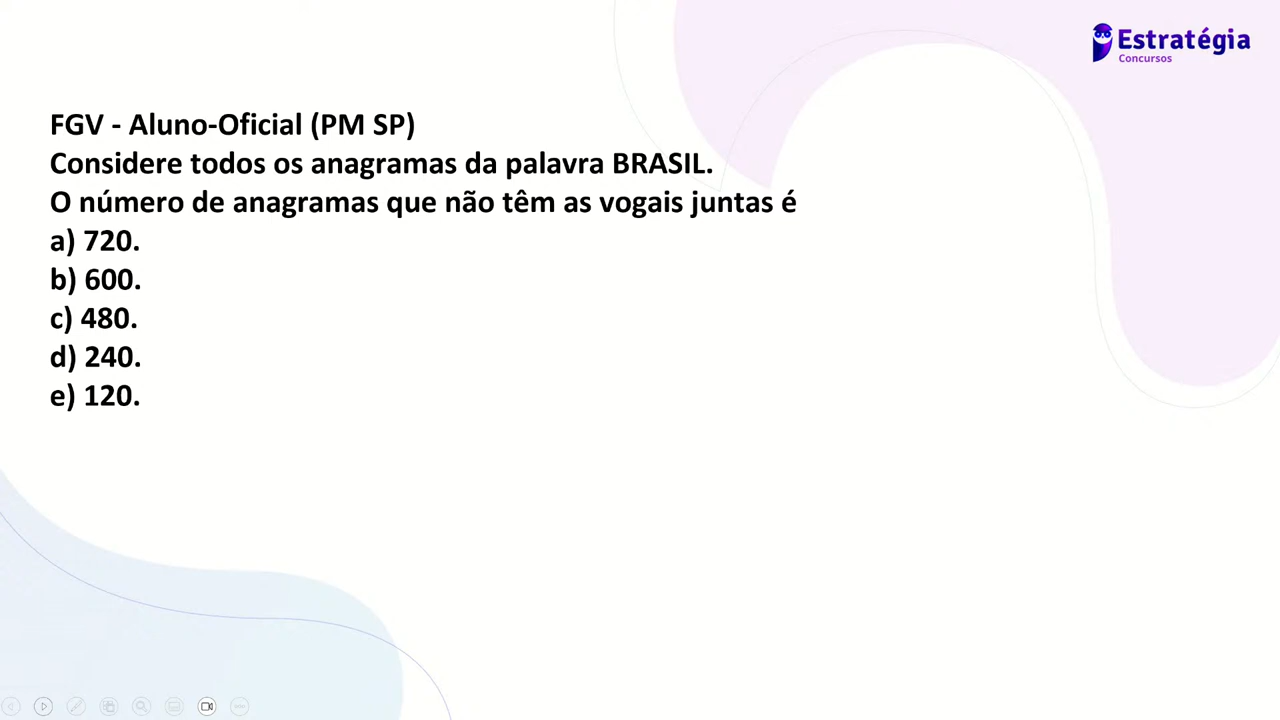 Estratégia
Concursos
FGV - Aluno-Oficial (PM SP)
Considere todos os anagramas da palavra BRASIL.
O número de anagramas que não têm as vogais juntas é
a) 720.
b) 600.
c) 480.
d) 240.
e) 120.